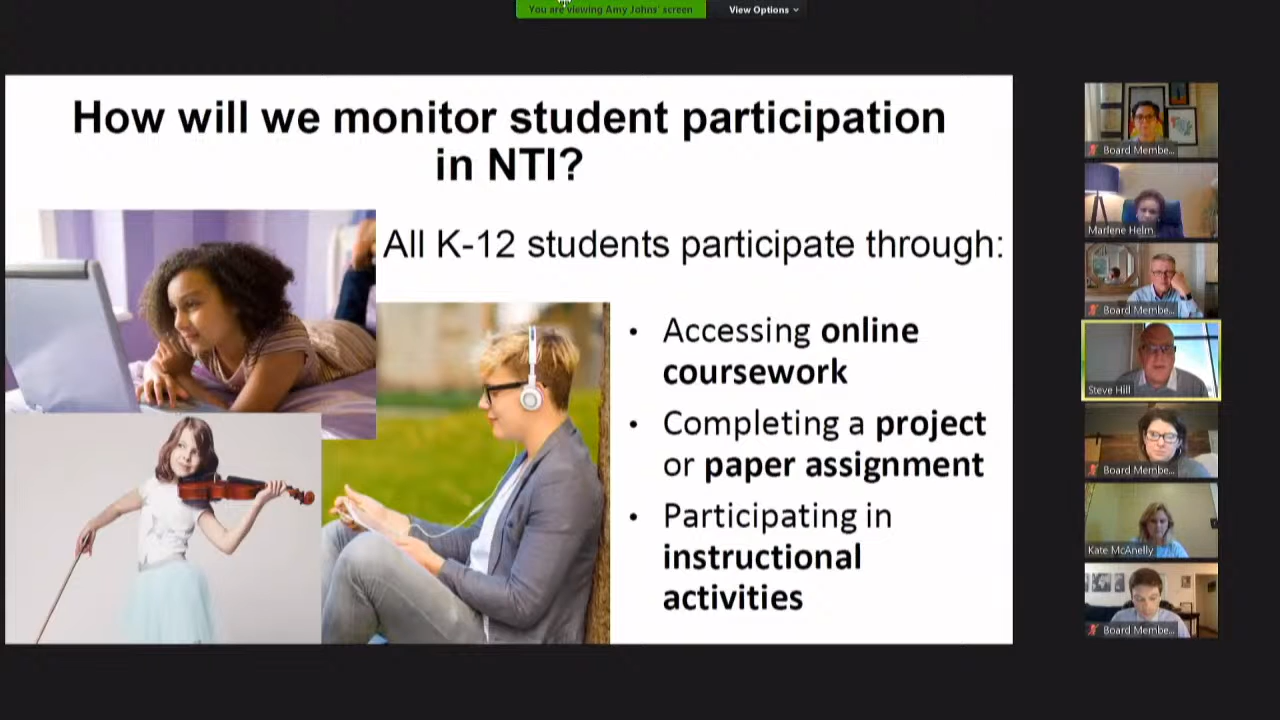 You are viewing Amy Johns' screen View Options
How will we monitor student participation
in NTI?
All K-12 students participate through:
• Accessing online
coursework
• Completing a project
or paper assignment
• Participating in
instructional
activities
Board Membe...
Marlene Helm
Board Membe...
Steve Hill
Board Membe...
Kate McAnelly
Board Membe...